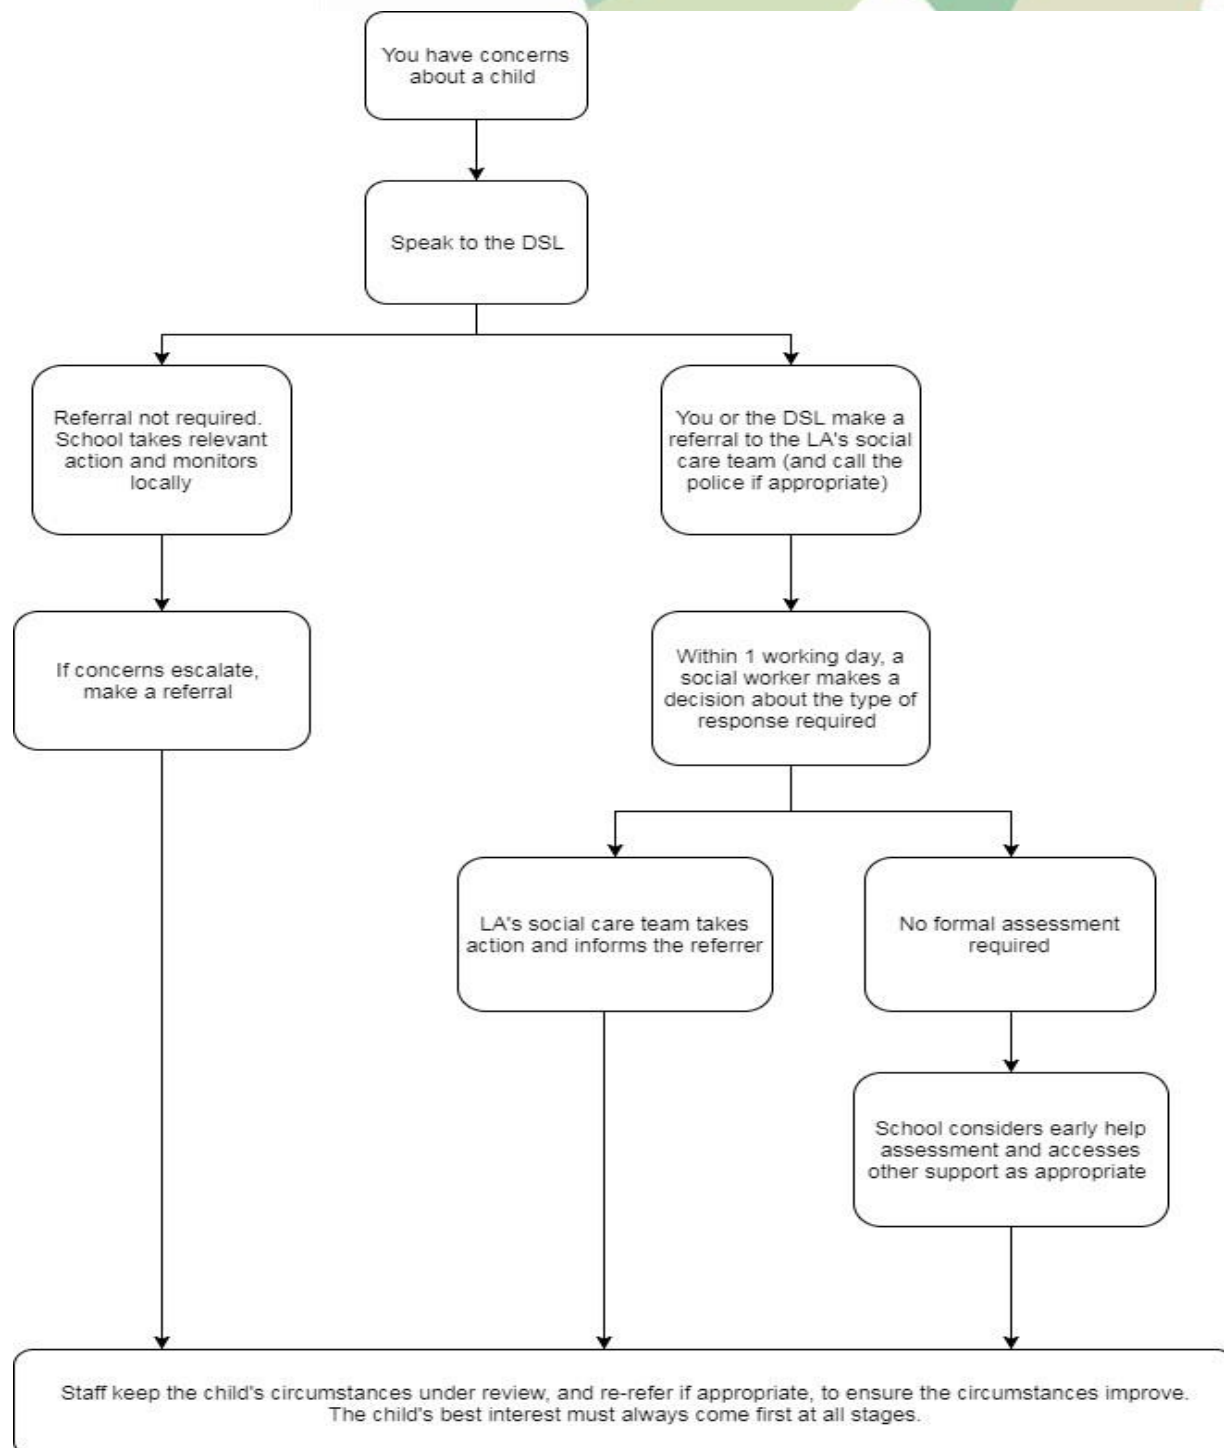 You have concerns
about a child
Speak to the DSL
Referral not required.
School takes relevant
action and monitors
locally
You or the DSL make a
referral to the LA's social
care team (and call the
police if appropriate)
If concerns escalate,
make a referral
Within 1 working day, a
social worker makes a
decision about the type of
response required
LA's social care team takes
action and informs the referrer
No formal assessment
required
School considers early help
assessment and accesses
other support as appropriate
Staff keep the child's circumstances under review, and re-refer if appropriate, to ensure the circumstances improve.
The child's best interest must always come first at all stages.